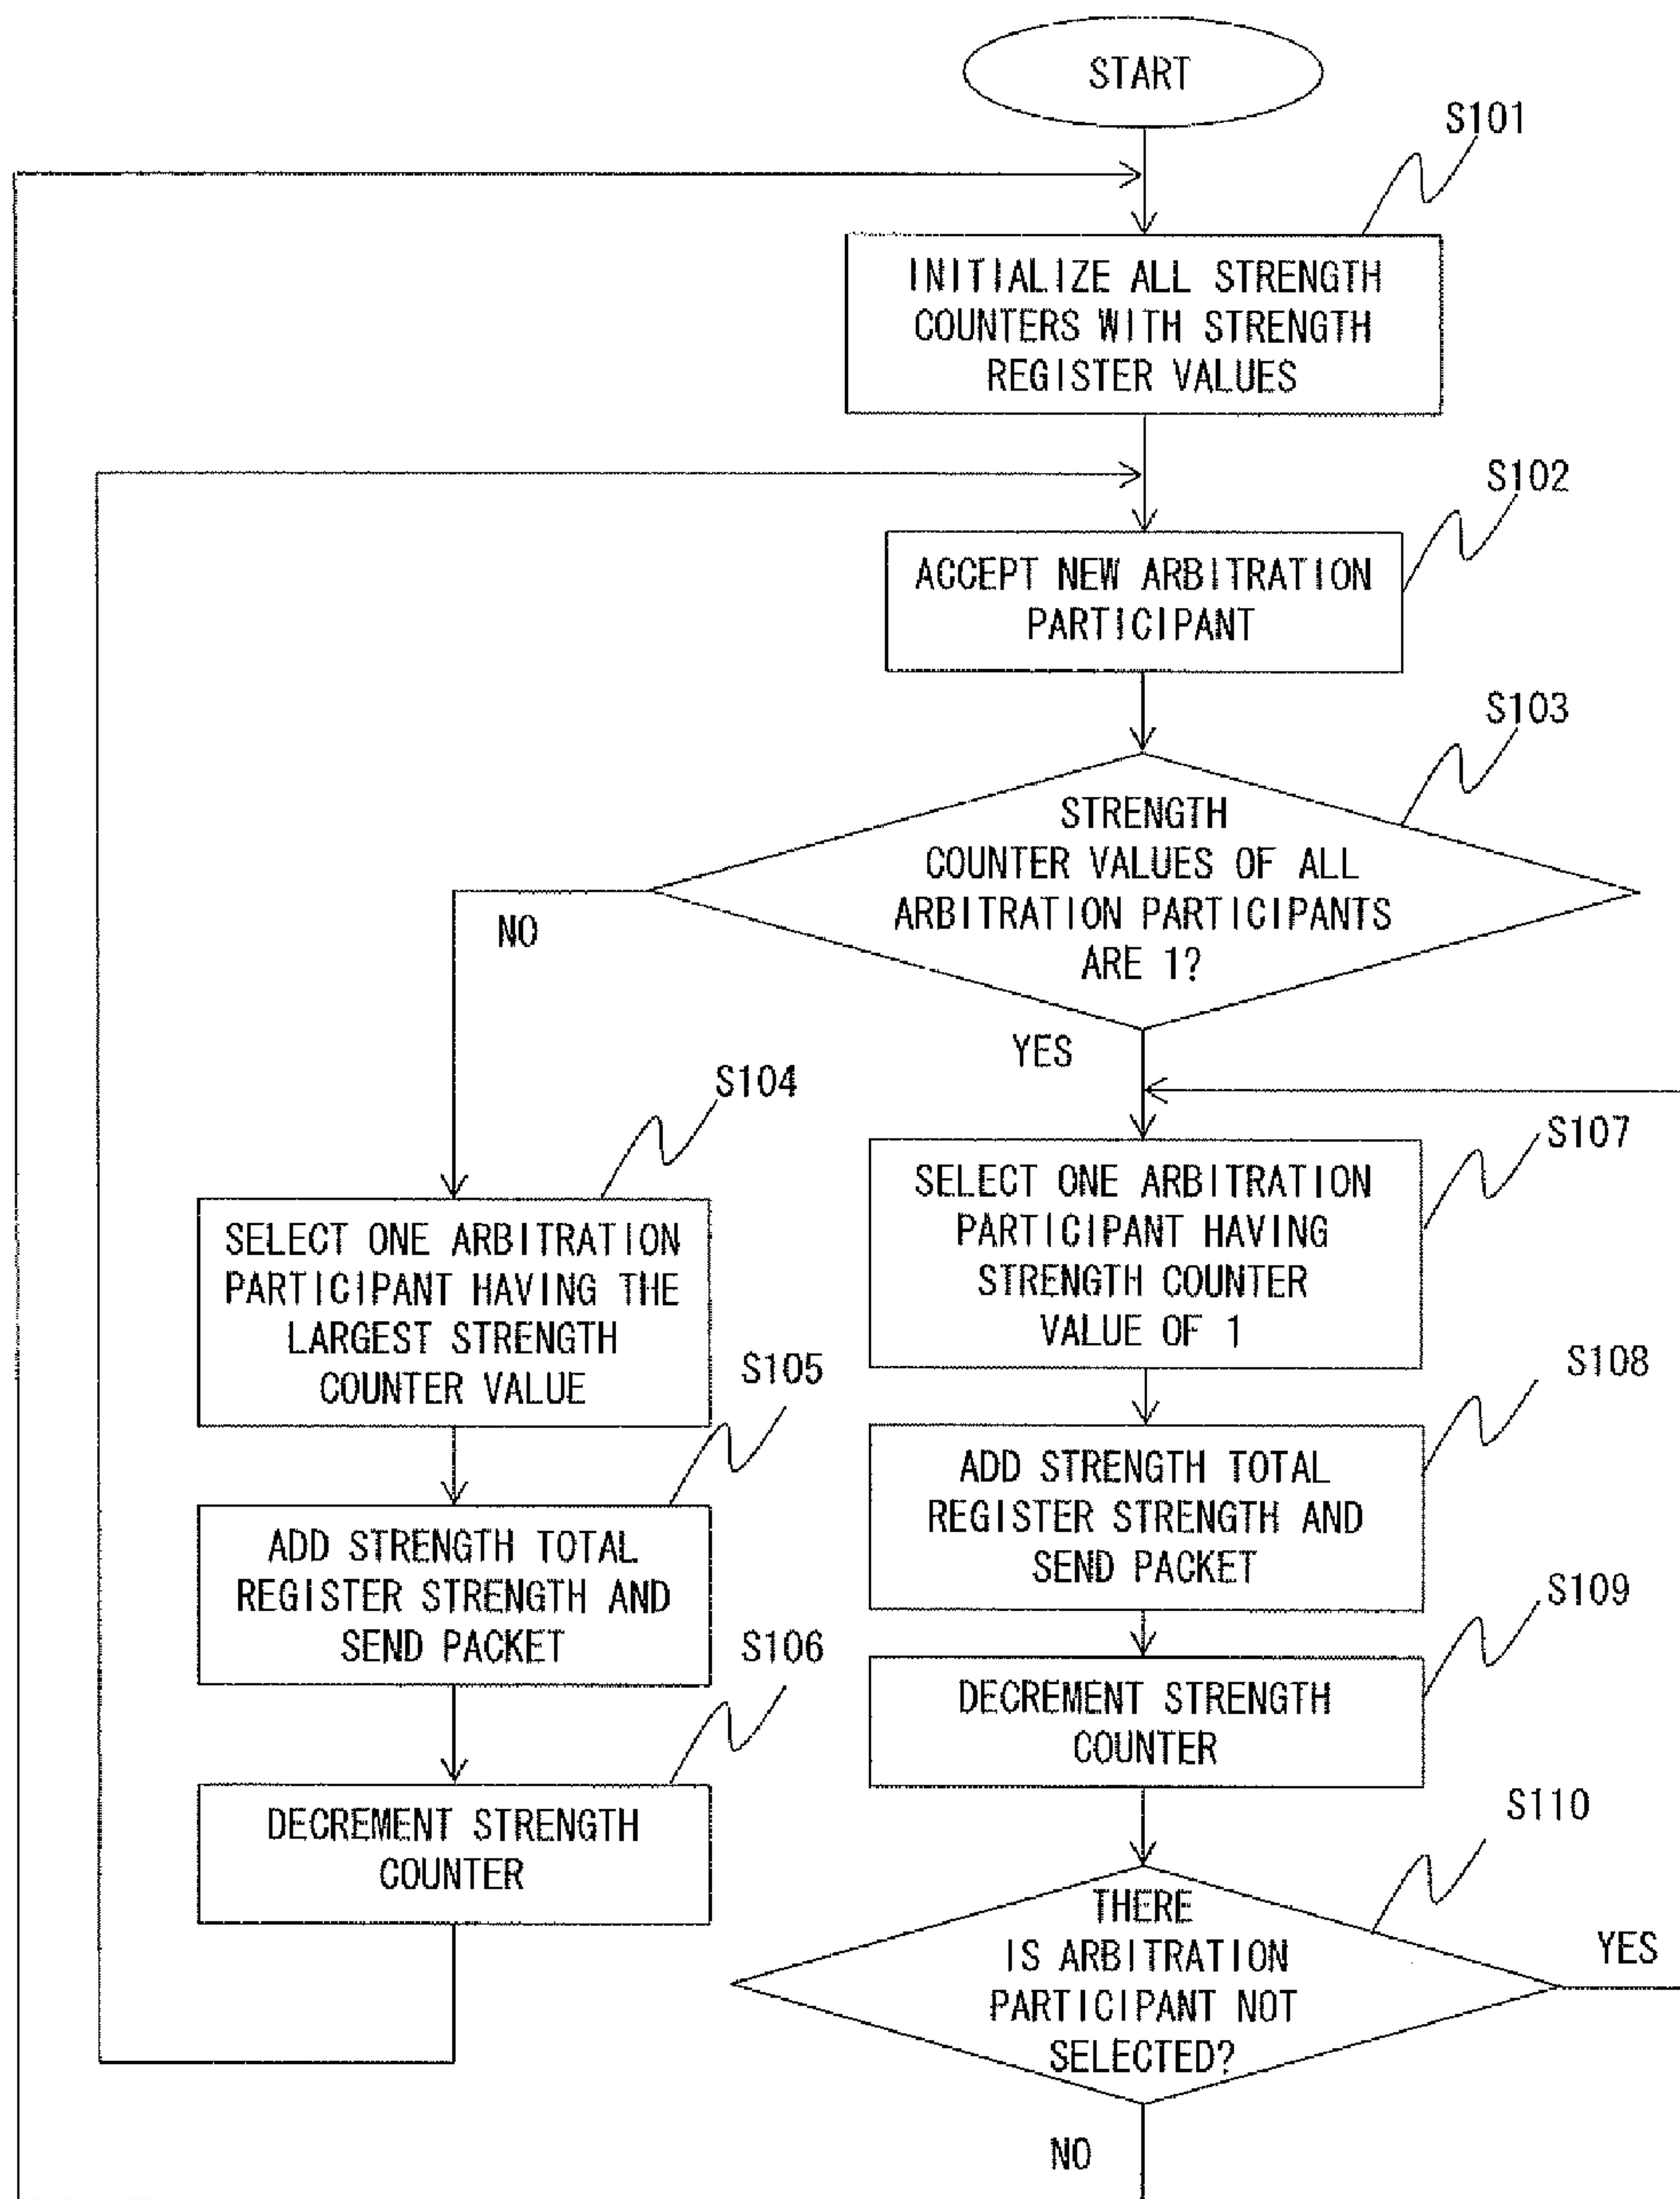 START
S101
INITIALIZE ALL STRENGTH
COUNTERS WITH STRENGTH
REGISTER VALUES
S102
ACCEPT NEW ARBITRATION
PARTICIPANT
S103
STRENGTH
COUNTER VALUES OF ALL
ARBITRATION PARTICIPANTS
ARE 1?
NO
YES
S104
SELECT ONE ARBITRATION
PARTICIPANT HAVING THE
LARGEST STRENGTH
COUNTER VALUE
S105
ADD STRENGTH TOTAL
REGISTER STRENGTH AND
SEND PACKET
S106
DECREMENT STRENGTH
COUNTER
S107
SELECT ONE ARBITRATION
PARTICIPANT HAVING
STRENGTH COUNTER
VALUE OF 1
S108
ADD STRENGTH TOTAL
REGISTER STRENGTH AND
SEND PACKET
S109
DECREMENT STRENGTH
COUNTER
S110
THERE
IS ARBITRATION
PARTICIPANT NOT
SELECTED?
YES
NO